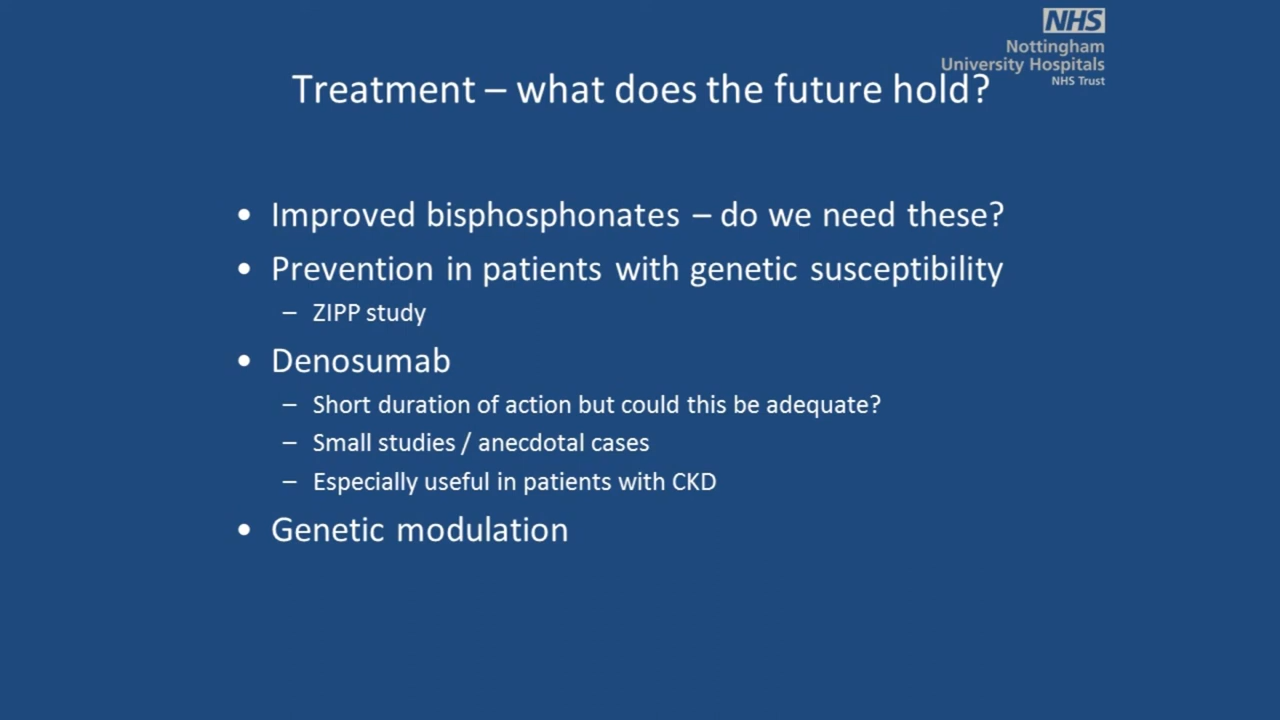 NHS
Nottingham
University Hospitals
NHS Trust
Treatment – what does the future hold?
• Improved bisphosphonates – do we need these?
• Prevention in patients with genetic susceptibility
– ZIPP study
• Denosumab
– Short duration of action but could this be adequate?
– Small studies / anecdotal cases
– Especially useful in patients with CKD
• Genetic modulation